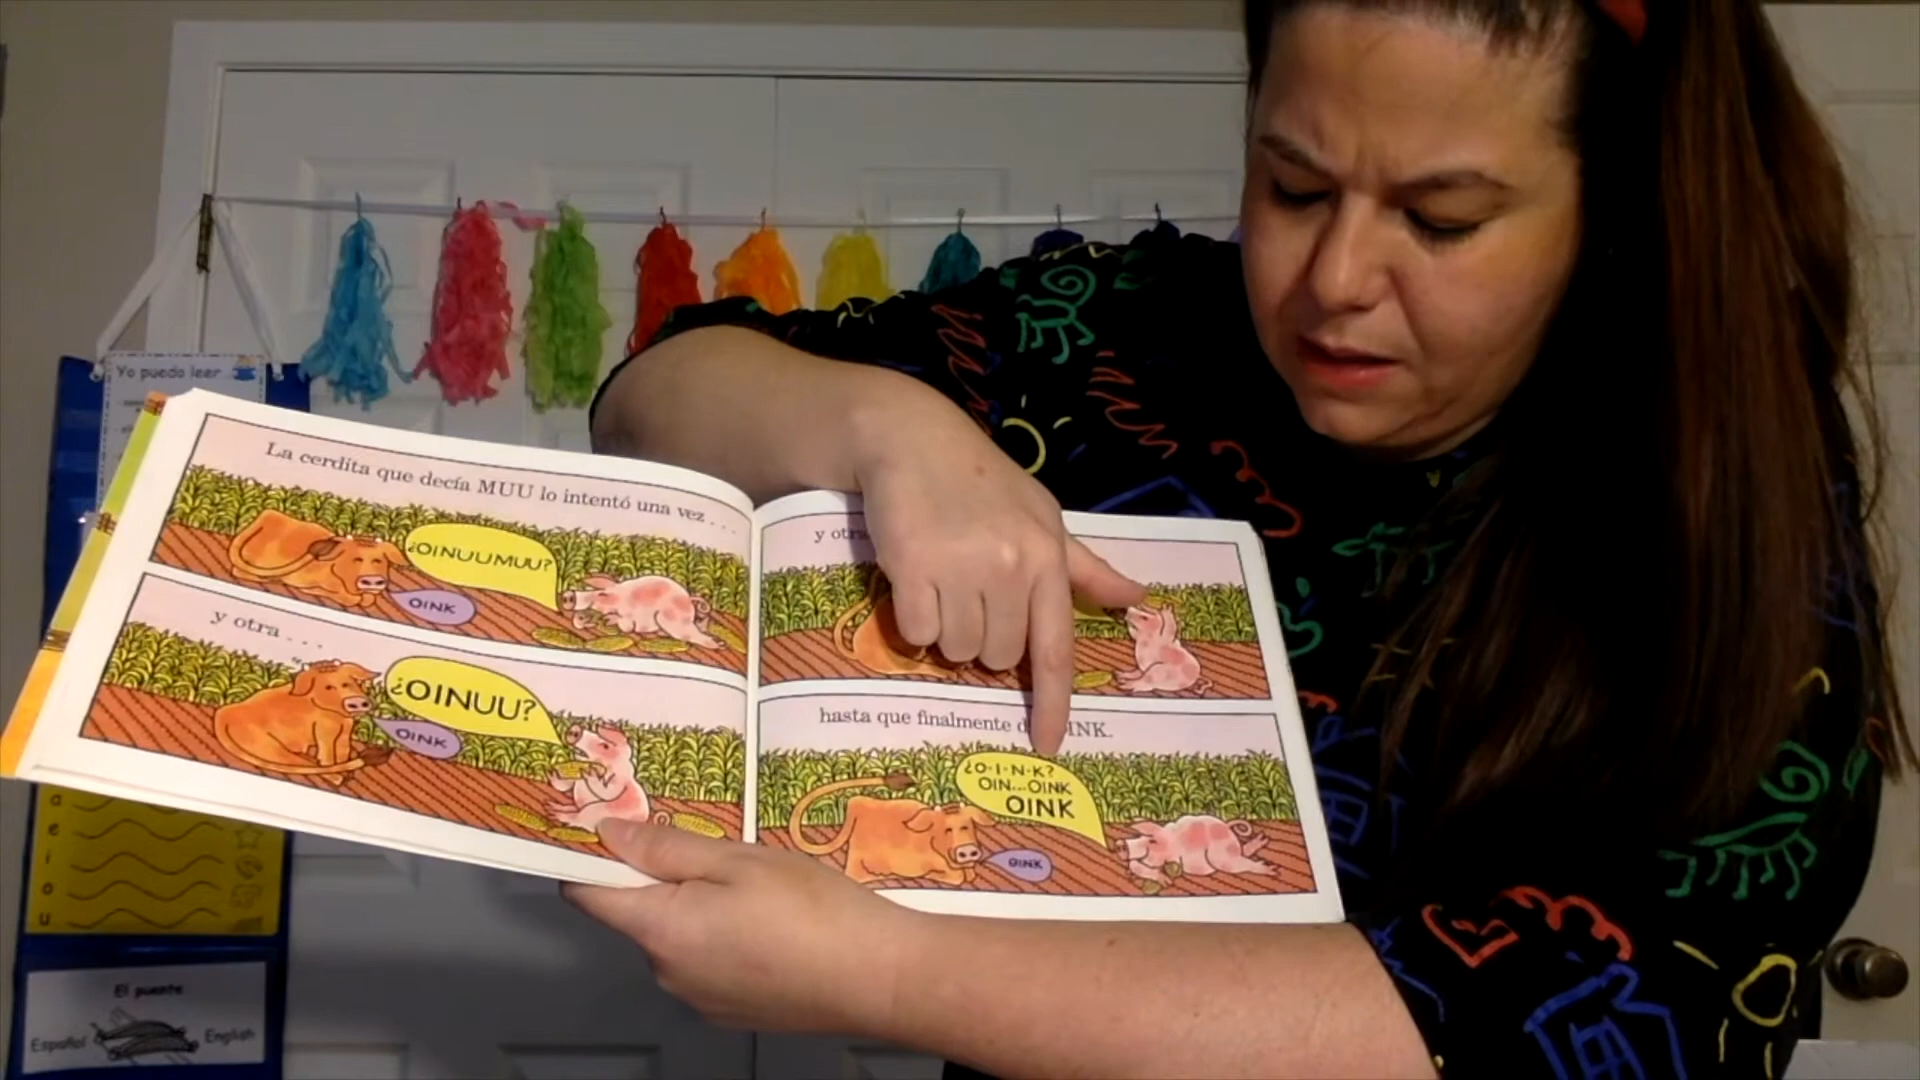 Yo puedo leer
La cerdita que decía MUU lo intentó una vez . . .
¿OINUUMUU?
OINK
y otra . . .
¿OINUU?
OINK
y
hasta que finalmente
¿O-I-N-K?
OIN...OINK
OINK
OINK
a
e
i
o
u
El puente
Español
English